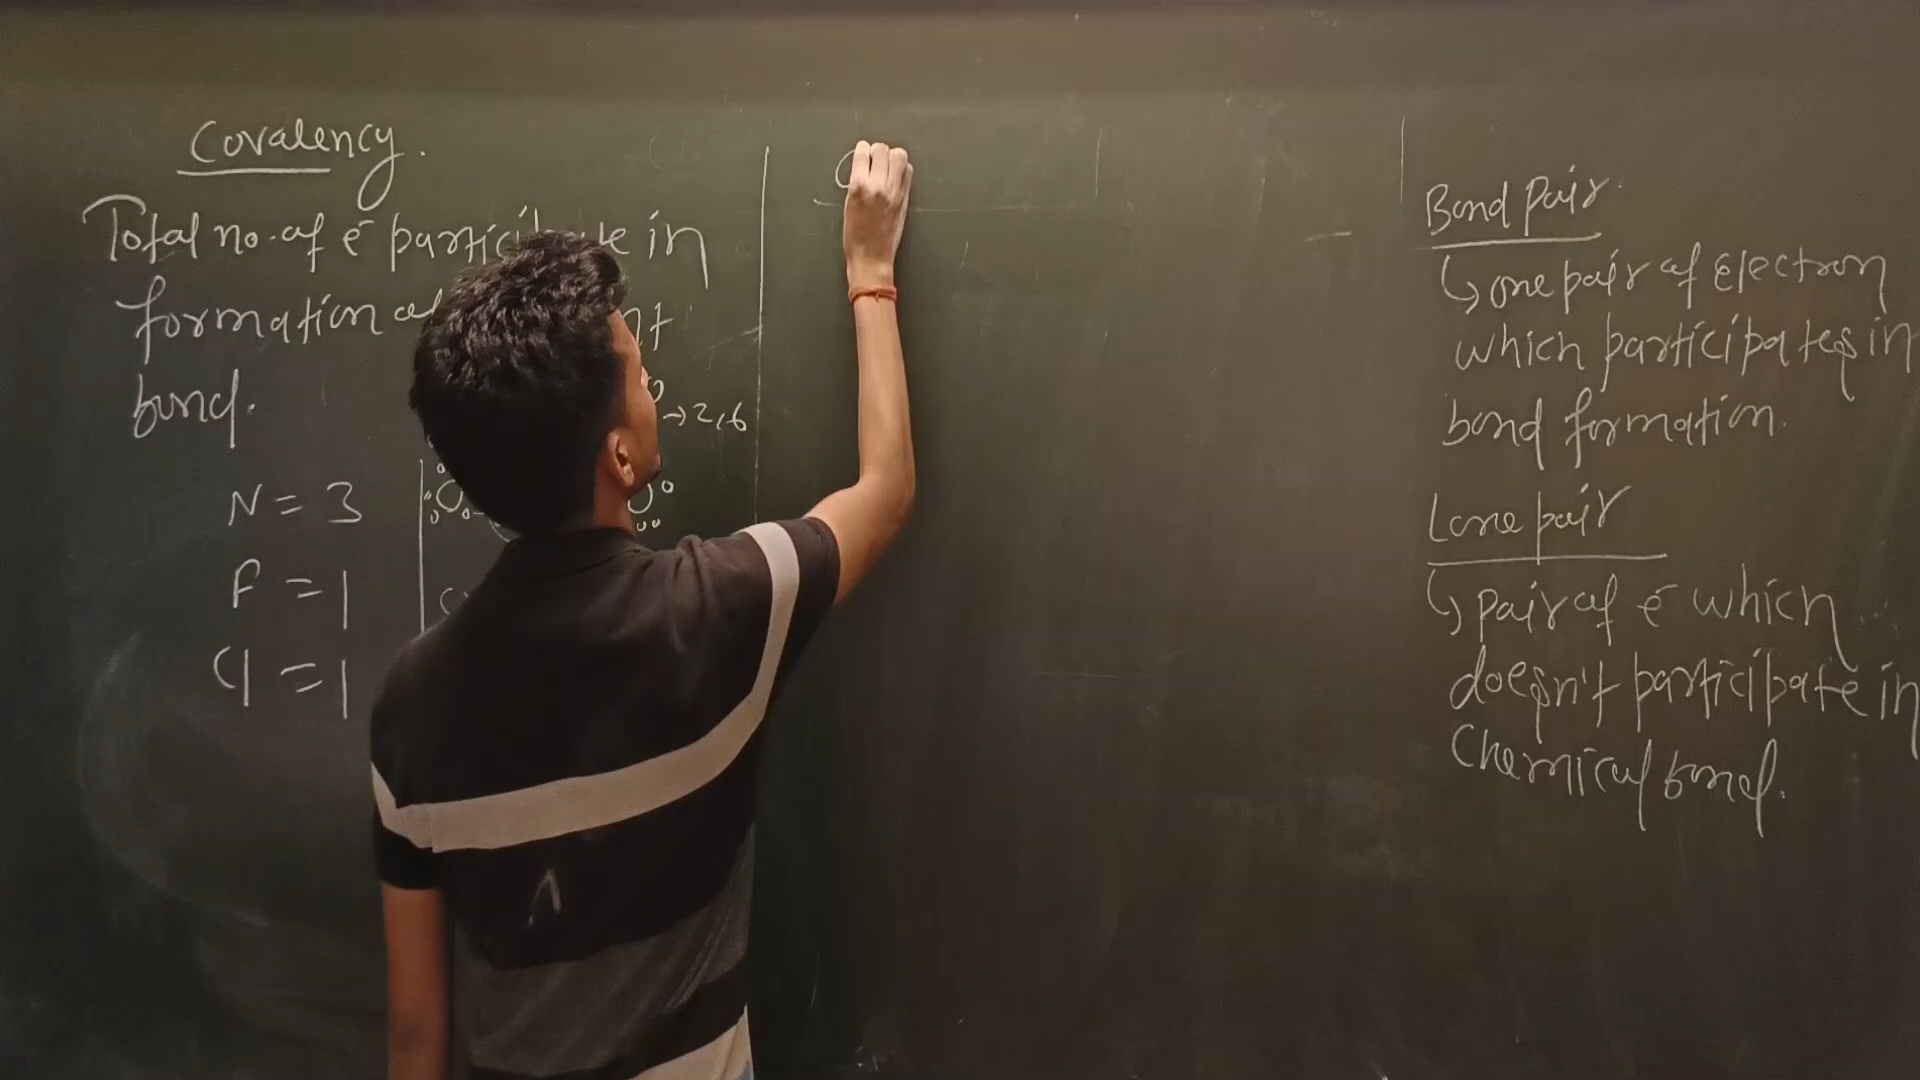 Covalency.
Total no. of e- in
formation
bond.
→ 2,6
N = 3
F = 1
Cl = 1
Bond Pair
↳ one pair of electron
which participates in
bond formation.
Lone pair
↳ pair of e- which
doesn't participate in
Chemical bond.